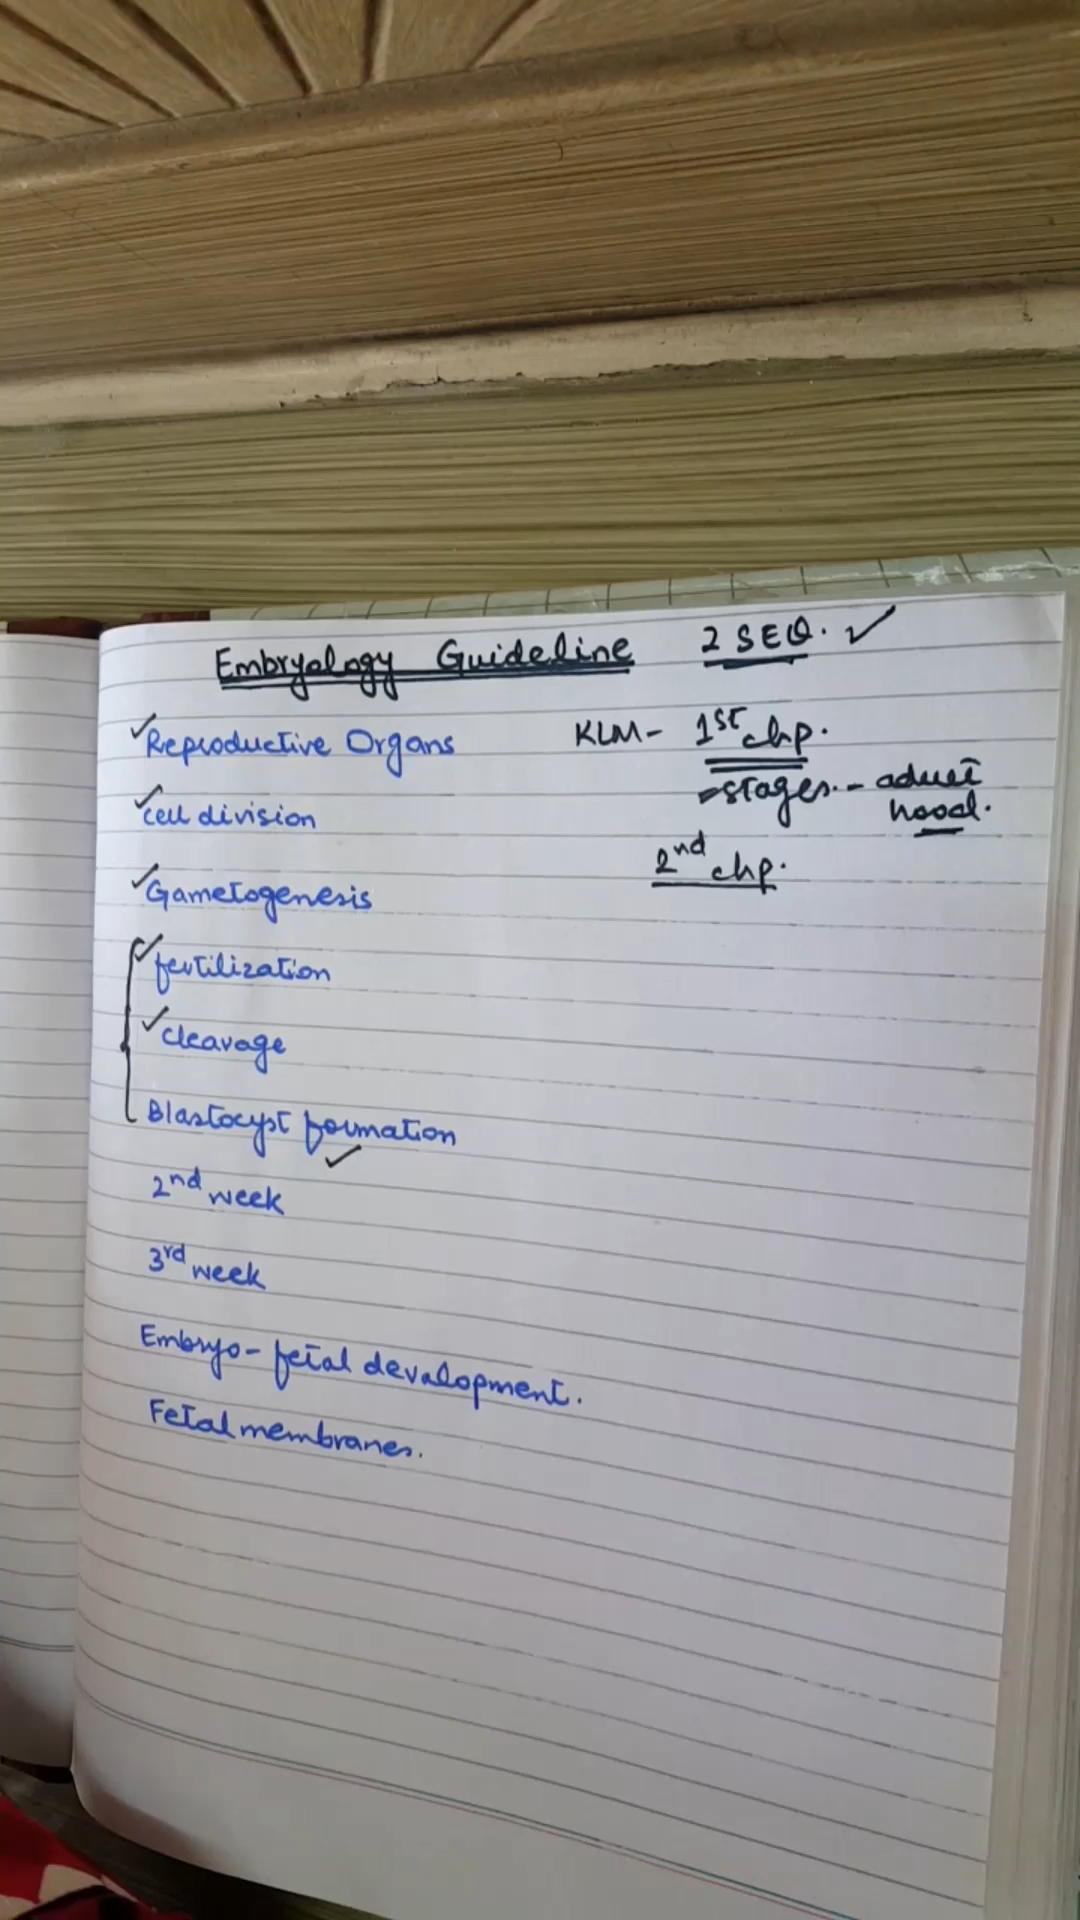 Embryology Guideline 2 SEQ. ✓
✓Reproductive Organs KLM- 1st chp.
stages.- adult
hood.
✓cell division
2nd chp.
✓Gametogenesis
✓fertilization
✓cleavage
Blastocyst formation ✓
2nd week
3rd week
Embryo-fetal devalopment.
Fetal membranes.